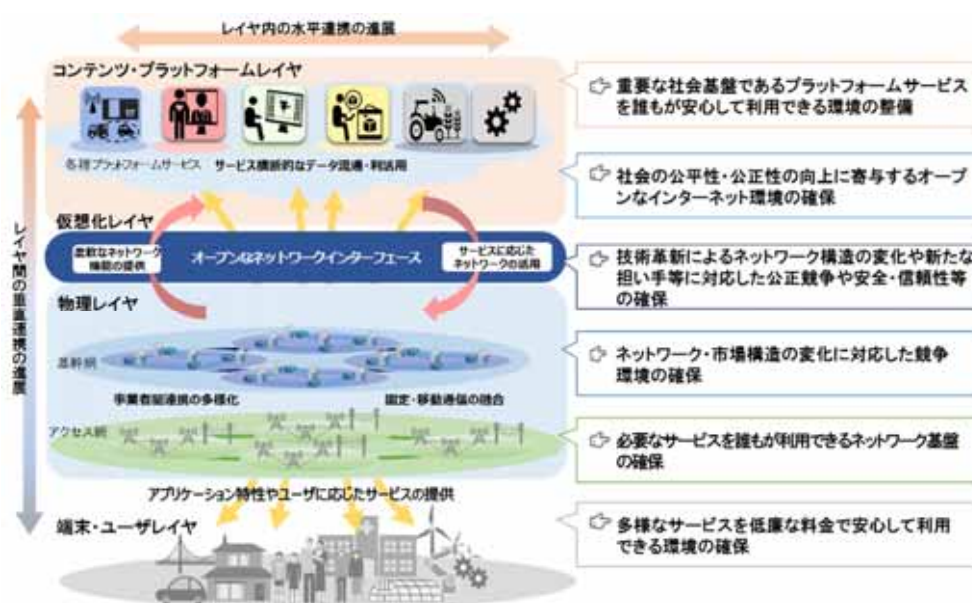 レイヤ内の水平連携の進展
コンテンツ・プラットフォームレイヤ
各種プラットフォームサービス
サービス横断的なデータ流通・利活用
仮想化レイヤ
柔軟なネットワーク
機能の提供
オープンなネットワークインターフェース
サービスに応じた
ネットワークの活用
物理レイヤ
基幹網
事業者間連携の多様化
固定・移動通信の融合
アクセス網
アプリケーション特性やユーザに応じたサービスの提供
端末・ユーザレイヤ
レイヤ間の垂直連携の進展
重要な社会基盤であるプラットフォームサービス
を誰もが安心して利用できる環境の整備
社会の公平性・公正性の向上に寄与するオープ
ンなインターネット環境の確保
技術革新によるネットワーク構造の変化や新たな
担い手等に対応した公正競争や安全・信頼性等
の確保
ネットワーク・市場構造の変化に対応した競争
環境の確保
必要なサービスを誰もが利用できるネットワーク基盤
の確保
多様なサービスを低廉な料金で安心して利用
できる環境の確保